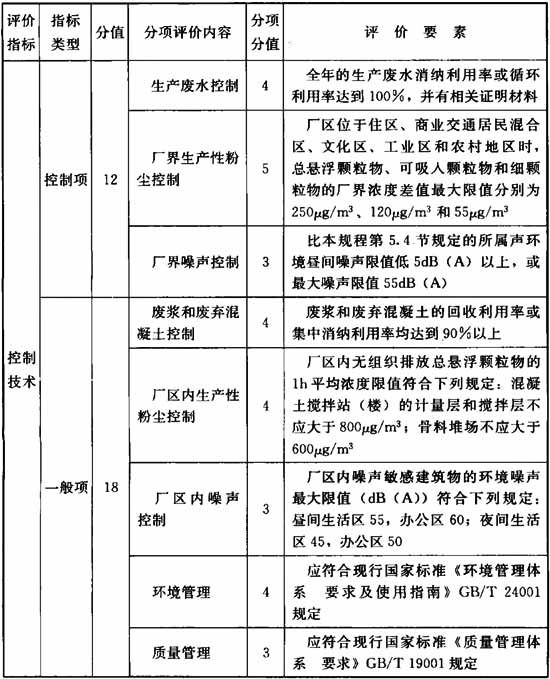 评价指标 指标类型 分值 分项评价内容 分项分值 评价要素
控制技术
控制项 12
生产废水控制 4
全年的生产废水消纳利用率或循环
利用率达到100%，并有相关证明材料
厂界生产性粉
尘控制 5
厂区位于住区、商业交通居民混合
区、文化区、工业区和农村地区时，
总悬浮颗粒物、可吸入颗粒物和细颗
粒物的厂界浓度差值最大限值分别为
250μg/m³、120μg/m³和55μg/m³
厂界噪声控制 3
比本规程第5.4节规定的所属声环
境昼间噪声限值低5dB（A）以上，或
最大噪声限值55dB（A）
一般项 18
废浆和废弃混
凝土控制 4
废浆和废弃混凝土的回收利用率或
集中消纳利用率均达到90%以上
厂区内生产性
粉尘控制 4
厂区内无组织排放总悬浮颗粒物的
1h平均浓度限值符合下列规定：混凝
土搅拌站（楼）的计量层和搅拌层不
应大于800μg/m³；骨料堆场不应大于
600μg/m³
厂区内噪声
控制 3
厂区内噪声敏感建筑物的环境噪声
最大限值（dB（A））符合下列规定：
昼间生活区55，办公区60；夜间生活
区45，办公区50
环境管理 4
应符合现行国家标准《环境管理体
系 要求及使用指南》GB/T 24001
规定
质量管理 3
应符合现行国家标准《质量管理体
系 要求》GB/T 19001规定